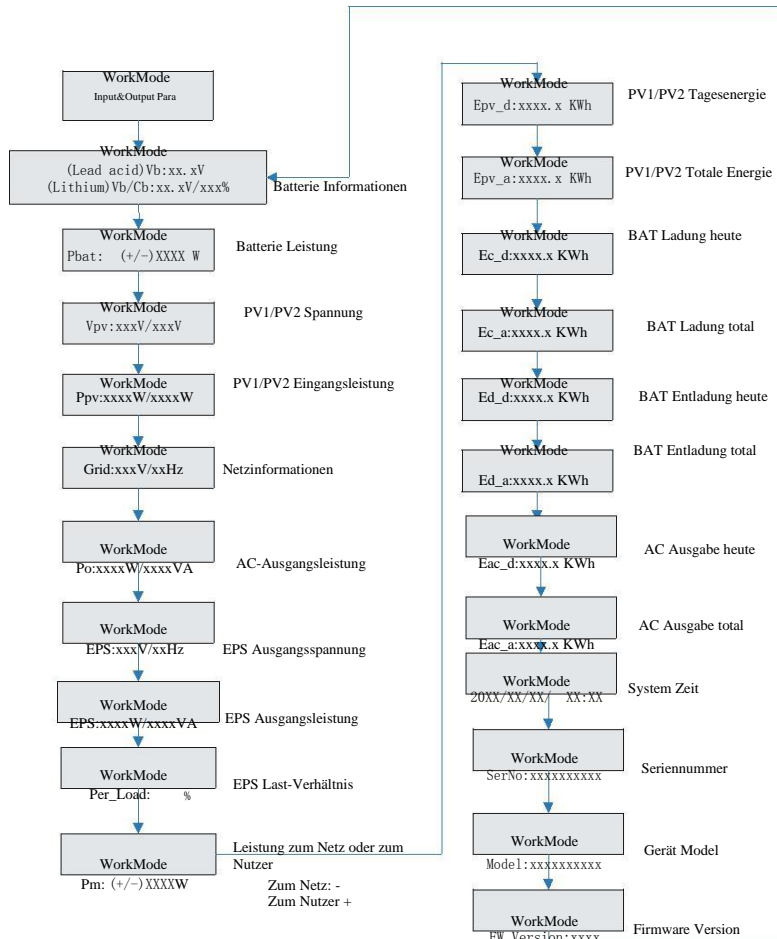 WorkMode
Input&Output Para
WorkMode
(Lead acid)Vb:xx.xV
(Lithium)Vb/Cb:xx.xV/xxx%
Batterie Informationen
WorkMode
Pbat: (+/-)XXXX W
Batterie Leistung
WorkMode
Vpv:xxxV/xxxV
PV1/PV2 Spannung
WorkMode
Ppv:xxxxW/xxxxW
PV1/PV2 Eingangsleistung
WorkMode
Grid:xxxV/xxHz
Netzinformationen
WorkMode
Po:xxxxW/xxxxVA
AC-Ausgangsleistung
WorkMode
EPS:xxxV/xxHz
EPS Ausgangsspannung
WorkMode
EPS:xxxxW/xxxxVA
EPS Ausgangsleistung
WorkMode
Per_Load: %
EPS Last-Verhältnis
WorkMode
Pm: (+/-)XXXXW
Leistung zum Netz oder zum
Nutzer
Zum Netz: -
Zum Nutzer +
WorkMode
Epv_d:xxxx.x KWh
PV1/PV2 Tagesenergie
WorkMode
Epv_a:xxxx.x KWh
PV1/PV2 Totale Energie
WorkMode
Ec_d:xxxx.x KWh
BAT Ladung heute
WorkMode
Ec_a:xxxx.x KWh
BAT Ladung total
WorkMode
Ed_d:xxxx.x KWh
BAT Entladung heute
WorkMode
Ed_a:xxxx.x KWh
BAT Entladung total
WorkMode
Eac_d:xxxx.x KWh
AC Ausgabe heute
WorkMode
Eac_a:xxxx.x KWh
AC Ausgabe total
WorkMode
20XX/XX/XX/ XX:XX
System Zeit
WorkMode
SerNo:xxxxxxxxxx
Seriennummer
WorkMode
Model:xxxxxxxxxx
Gerät Model
WorkMode
FW Version:xxxx
Firmware Version